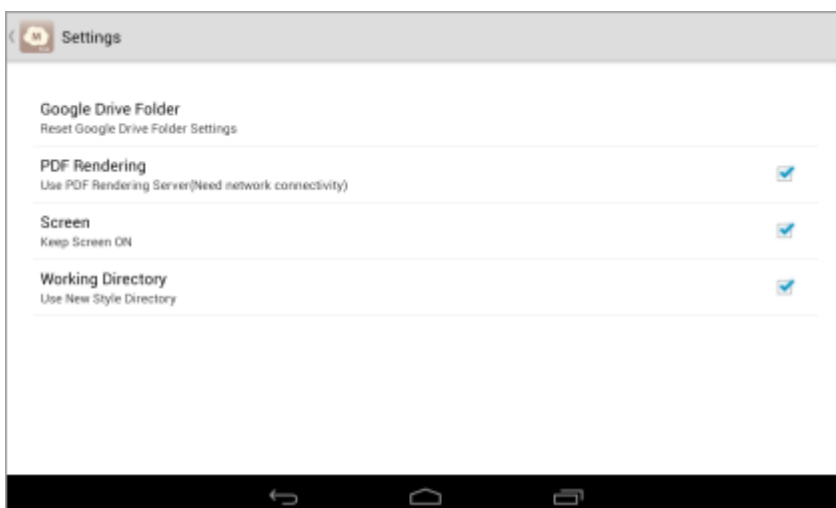 M
Settings
Google Drive Folder
Reset Google Drive Folder Settings
PDF Rendering
Use PDF Rendering Server(Need network connectivity)
Screen
Keep Screen ON
Working Directory
Use New Style Directory